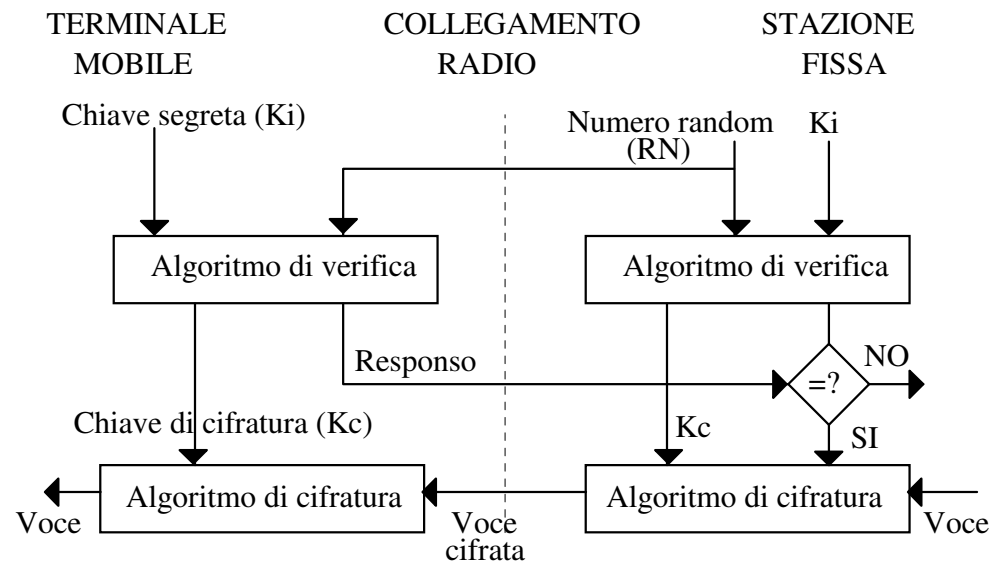 TERMINALE
MOBILE
COLLEGAMENTO
RADIO
STAZIONE
FISSA
Chiave segreta (Ki)
Numero random
(RN)
Ki
Algoritmo di verifica
Algoritmo di verifica
Responso
=?
NO
Chiave di cifratura (Kc)
Kc
SI
Algoritmo di cifratura
Algoritmo di cifratura
Voce
Voce
cifrata
Voce